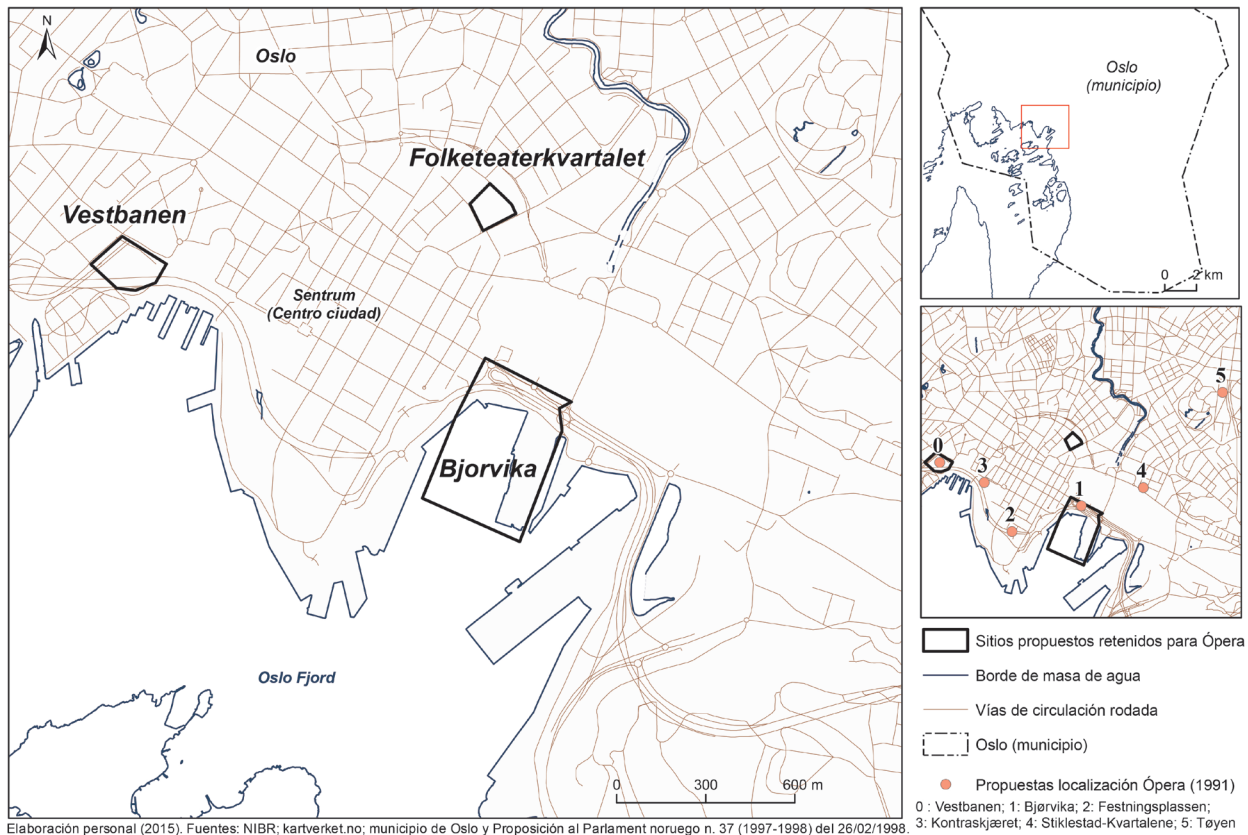 N
Oslo
Folketeaterkvartalet
Vestbanen
Sentrum
(Centro ciudad)
Bjorvika
Oslo Fjord
0 300 600 m
Oslo
(municipio)
0 2 km
5
0
3
4
1
2
Sitios propuestos retenidos para Ópera
Borde de masa de agua
Vías de circulación rodada
Oslo (municipio)
Propuestas localización Ópera (1991)
0 : Vestbanen; 1: Bjørvika; 2: Festningsplassen;
3: Kontraskjæret; 4: Stiklestad-Kvartalene; 5: Tøyen
Elaboración personal (2015). Fuentes: NIBR; kartverket.no; municipio de Oslo y Proposición al Parlament noruego n. 37 (1997-1998) del 26/02/1998.